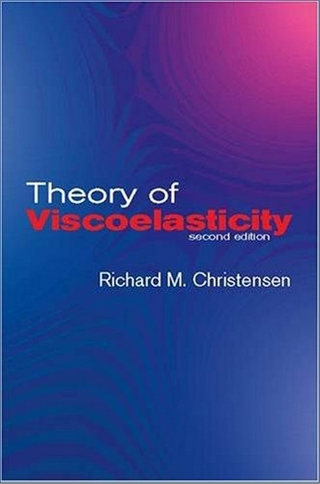 Theory of
Viscoelasticity
second edition
Richard M. Christensen